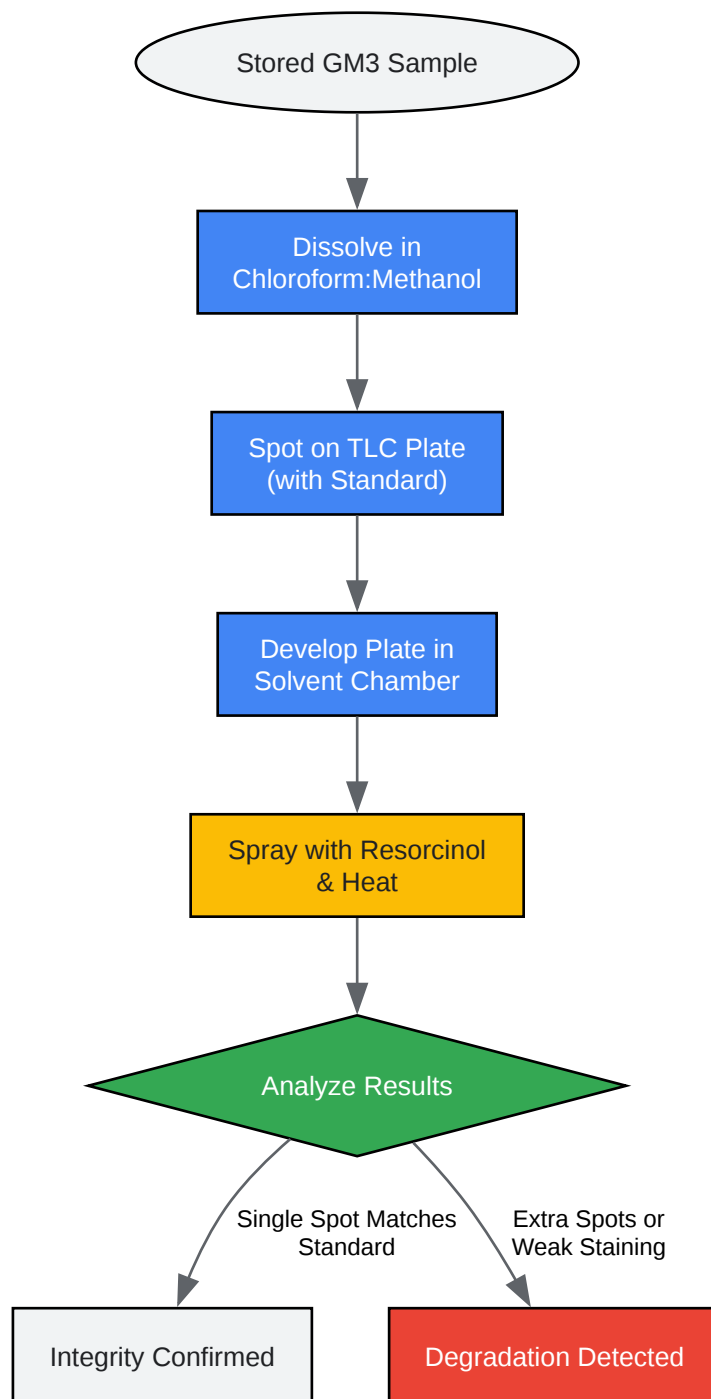 Stored GM3 Sample
Dissolve in
Chloroform:Methanol
Spot on TLC Plate
(with Standard)
Develop Plate in
Solvent Chamber
Spray with Resorcinol
& Heat
Analyze Results
Single Spot Matches
Standard
Extra Spots or
Weak Staining
Integrity Confirmed
Degradation Detected